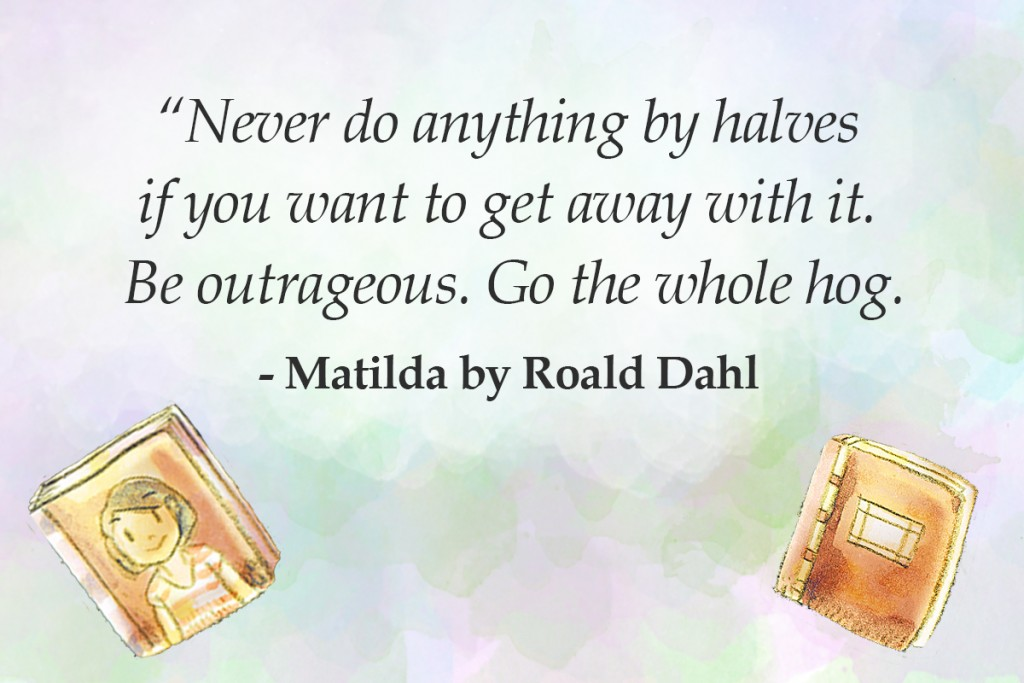 “Never do anything by halves
if you want to get away with it.
Be outrageous. Go the whole hog.
- Matilda by Roald Dahl